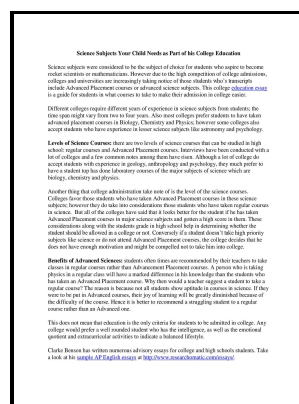 Science Subjects Your Child Needs as Part of his College Education
Science subjects were considered to be the subject of choice for students who aspire to become
rocket scientists or mathematicians. However due to the high competition of college admissions,
colleges and universities are increasingly taking notice of those students who's transcripts
include Advanced Placement courses or advanced science subjects. This college education essay
is a guide for students in what courses to take to make their admission in college easier.
Different colleges require different years of experience in science subjects from students; the
time span might vary from two to four years. Also most colleges prefer students to have taken
advanced placement courses in Biology, Chemistry and Physics; however some colleges also
accept students who have experience in lesser science subjects like astronomy and psychology.
Levels of Science Courses: there are two levels of science courses that can be studied in high
school: regular courses and Advanced Placement courses. Interviews have been conducted with a
lot of colleges and a few common notes among them have risen. Although a lot of college do
accept students with experience in geology, anthropology and psychology, they much prefer to
have a student top has done laboratory courses of the major subjects of science which are
biology, chemistry and physics.
Another thing that college administration take note of is the level of the science courses.
Colleges favor those students who have taken Advanced Placement courses in these science
subjects; however they do take into considerations those students who have taken regular courses
in science. But all of the colleges have said that it looks better for the student if he has taken
Advanced Placement courses in major science subjects and gotten a high score in them. These
considerations along with the students grade in high school help in determining whether the
student should be allowed in a college or not. Conversely if a student doesn't take high priority
subjects like science or do not attend Advanced Placement courses, the college decides that he
does not have enough motivation and might be compelled not to take him into college.
Benefits of Advanced Sciences: students often times are recommended by their teachers to take
classes in regular courses rather than Advancement Placement courses. A person who is taking
physics in a regular class will have a marked difference in his knowledge than the students who
has taken an Advanced Placement course. Why then would a teacher suggest a student to take a
regular course? The reason is because not all students show aptitude in courses in science. If they
were to be put in Advanced courses, their joy of learning will be greatly diminished because of
the difficulty of the course. Hence it is better to recommend a struggling student to a regular
course rather than an Advanced one.
This does not mean that education is the only criteria for students to be admitted in college. Any
college would prefer a well rounded student who has the intelligence, as well as the emotional
quotient and extracurricular activities to indicate a balanced lifestyle.
Clarke Benson has written numerous advisory essays for college and high schools students. Take
a look at his sample AP English essays at http://www.researchomatic.com/essays/.